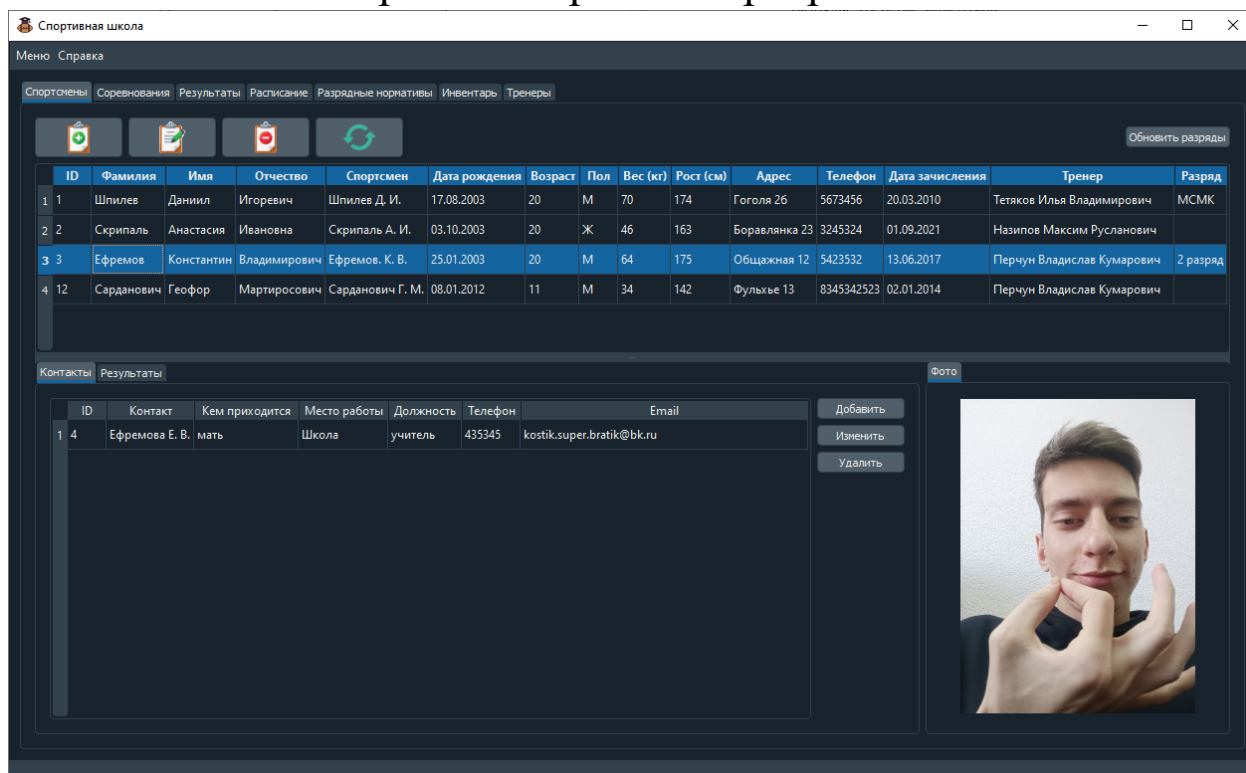 Спортивная школа
Меню Справка
Спортсмены Соревнования Результаты Расписание Разрядные нормативы Инвентарь Тренеры
Обновить разряды
ID Фамилия Имя Отчество Спортсмен Дата рождения Возраст Пол Вес (кг) Рост (см) Адрес Телефон Дата зачисления Тренер Разряд
1 1 Шпилев Даниил Игоревич Шпилев Д. И. 17.08.2003 20 М 70 174 Гоголя 26 5673456 20.03.2010 Тетяков Илья Владимирович МСМК
2 2 Скрипаль Анастасия Ивановна Скрипаль А. И. 03.10.2003 20 Ж 46 163 Боравлянка 23 3245324 01.09.2021 Назипов Максим Русланович
3 3 Ефремов Константин Владимирович Ефремов. К. В. 25.01.2003 20 М 64 175 Общажная 12 5423532 13.06.2017 Перчун Владислав Кумарович 2 разряд
4 12 Сарданович Геофор Мартиросович Сарданович Г. М. 08.01.2012 11 М 34 142 Фульхье 13 8345342523 02.01.2014 Перчун Владислав Кумарович
Контакты Результаты
Фото
ID Контакт Кем приходится Место работы Должность Телефон Email
1 4 Ефремова Е. В. мать Школа учитель 435345 kostik.super.bratik@bk.ru
Добавить
Изменить
Удалить